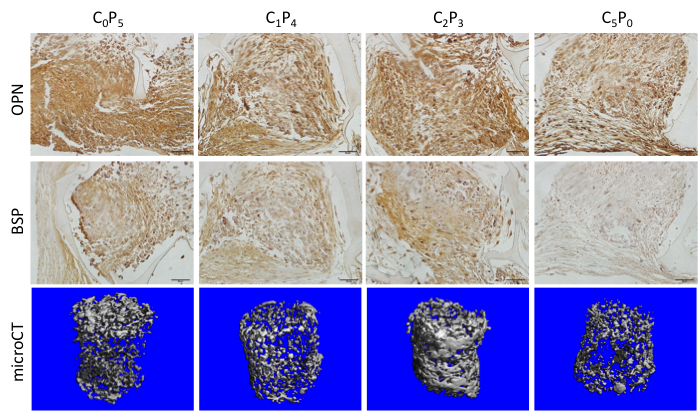 C₀P₅ C₁P₄ C₂P₃ C₅P₀
OPN
BSP
microCT